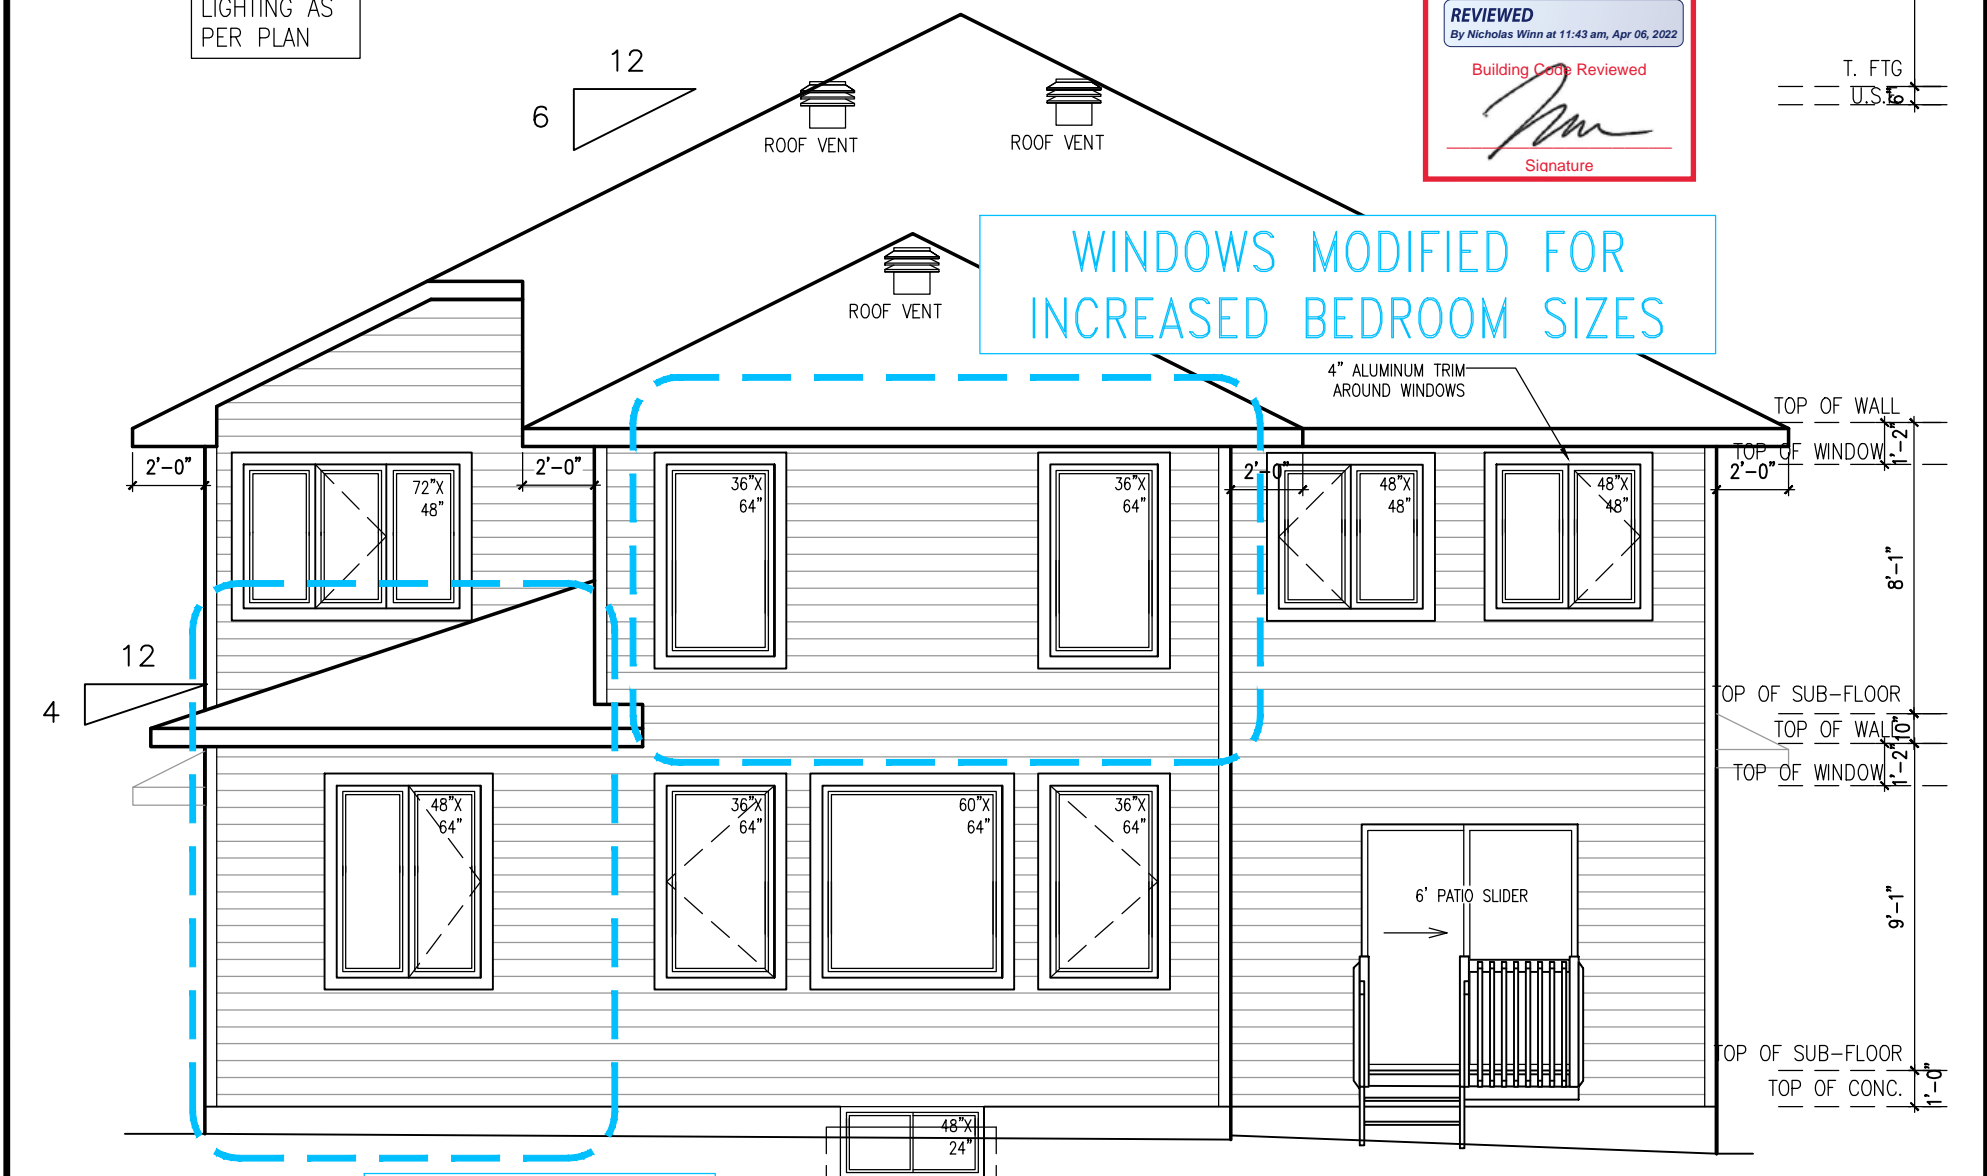 LIGHTING AS
PER PLAN
REVIEWED
By Nicholas Winn at 11:43 am, Apr 06, 2022
Building Code Reviewed
Signature
T. FTG
U.S.F
6"
12
6
ROOF VENT
ROOF VENT
ROOF VENT
WINDOWS MODIFIED FOR
INCREASED BEDROOM SIZES
4" ALUMINUM TRIM
AROUND WINDOWS
TOP OF WALL
1'-2"
TOP OF WINDOW
2'-0"
2'-0"
2'-0"
2'-0"
72"X
48"
36"X
64"
36"X
64"
48"X
48"
48"X
48"
8'-1"
12
4
TOP OF SUB-FLOOR
10"
TOP OF WALL
1'-2"
TOP OF WINDOW
48"X
64"
36"X
64"
60"X
64"
36"X
64"
6' PATIO SLIDER
9'-1"
TOP OF SUB-FLOOR
TOP OF CONC.
1'-0"
48"X
24"